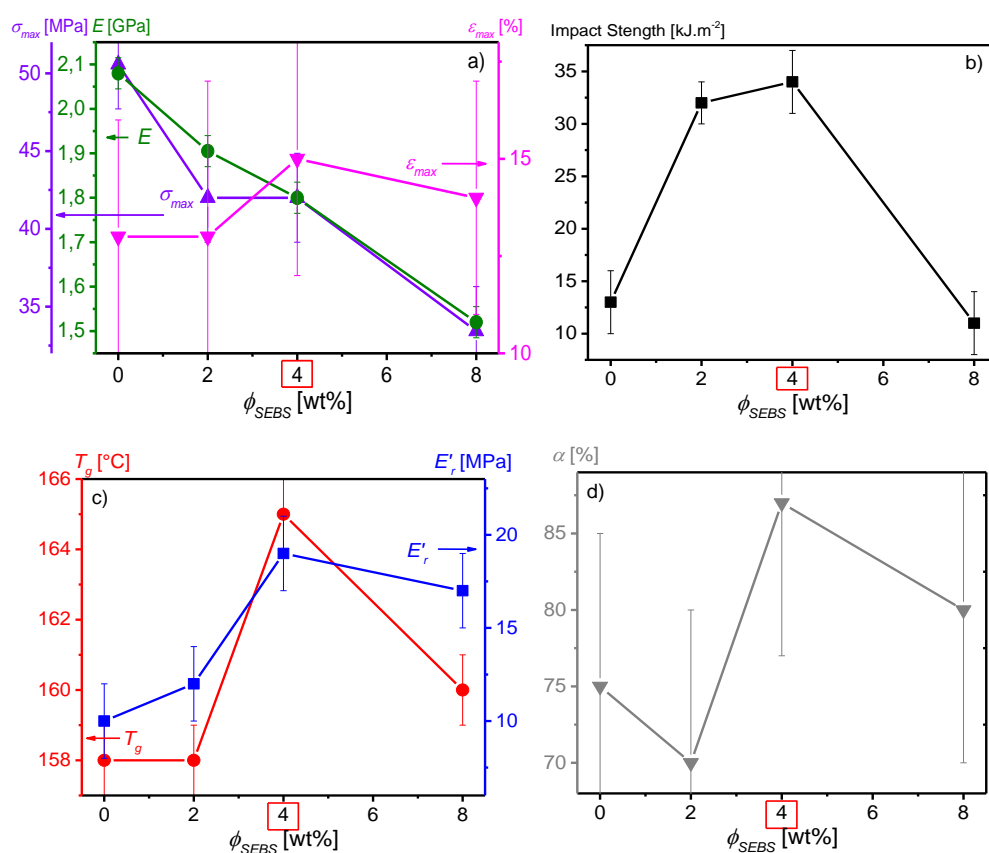 σmax [MPa] E [GPa] εmax [%]
a)
2,1
2,0
1,9
1,8
1,7
1,6
1,5
50
45
40
35
15
10
E
σmax
εmax
0 2 4 6 8
ϕSEBS [wt%]
Impact Stength [kJ.m-2]
b)
35
30
25
20
15
10
0 2 4 6 8
ϕSEBS [wt%]
Tg [°C] E'r [MPa]
c)
166
164
162
160
158
20
15
10
E'r
Tg
0 2 4 6 8
ϕSEBS [wt%]
α [%]
d)
85
80
75
70
0 2 4 6 8
ϕSEBS [wt%]